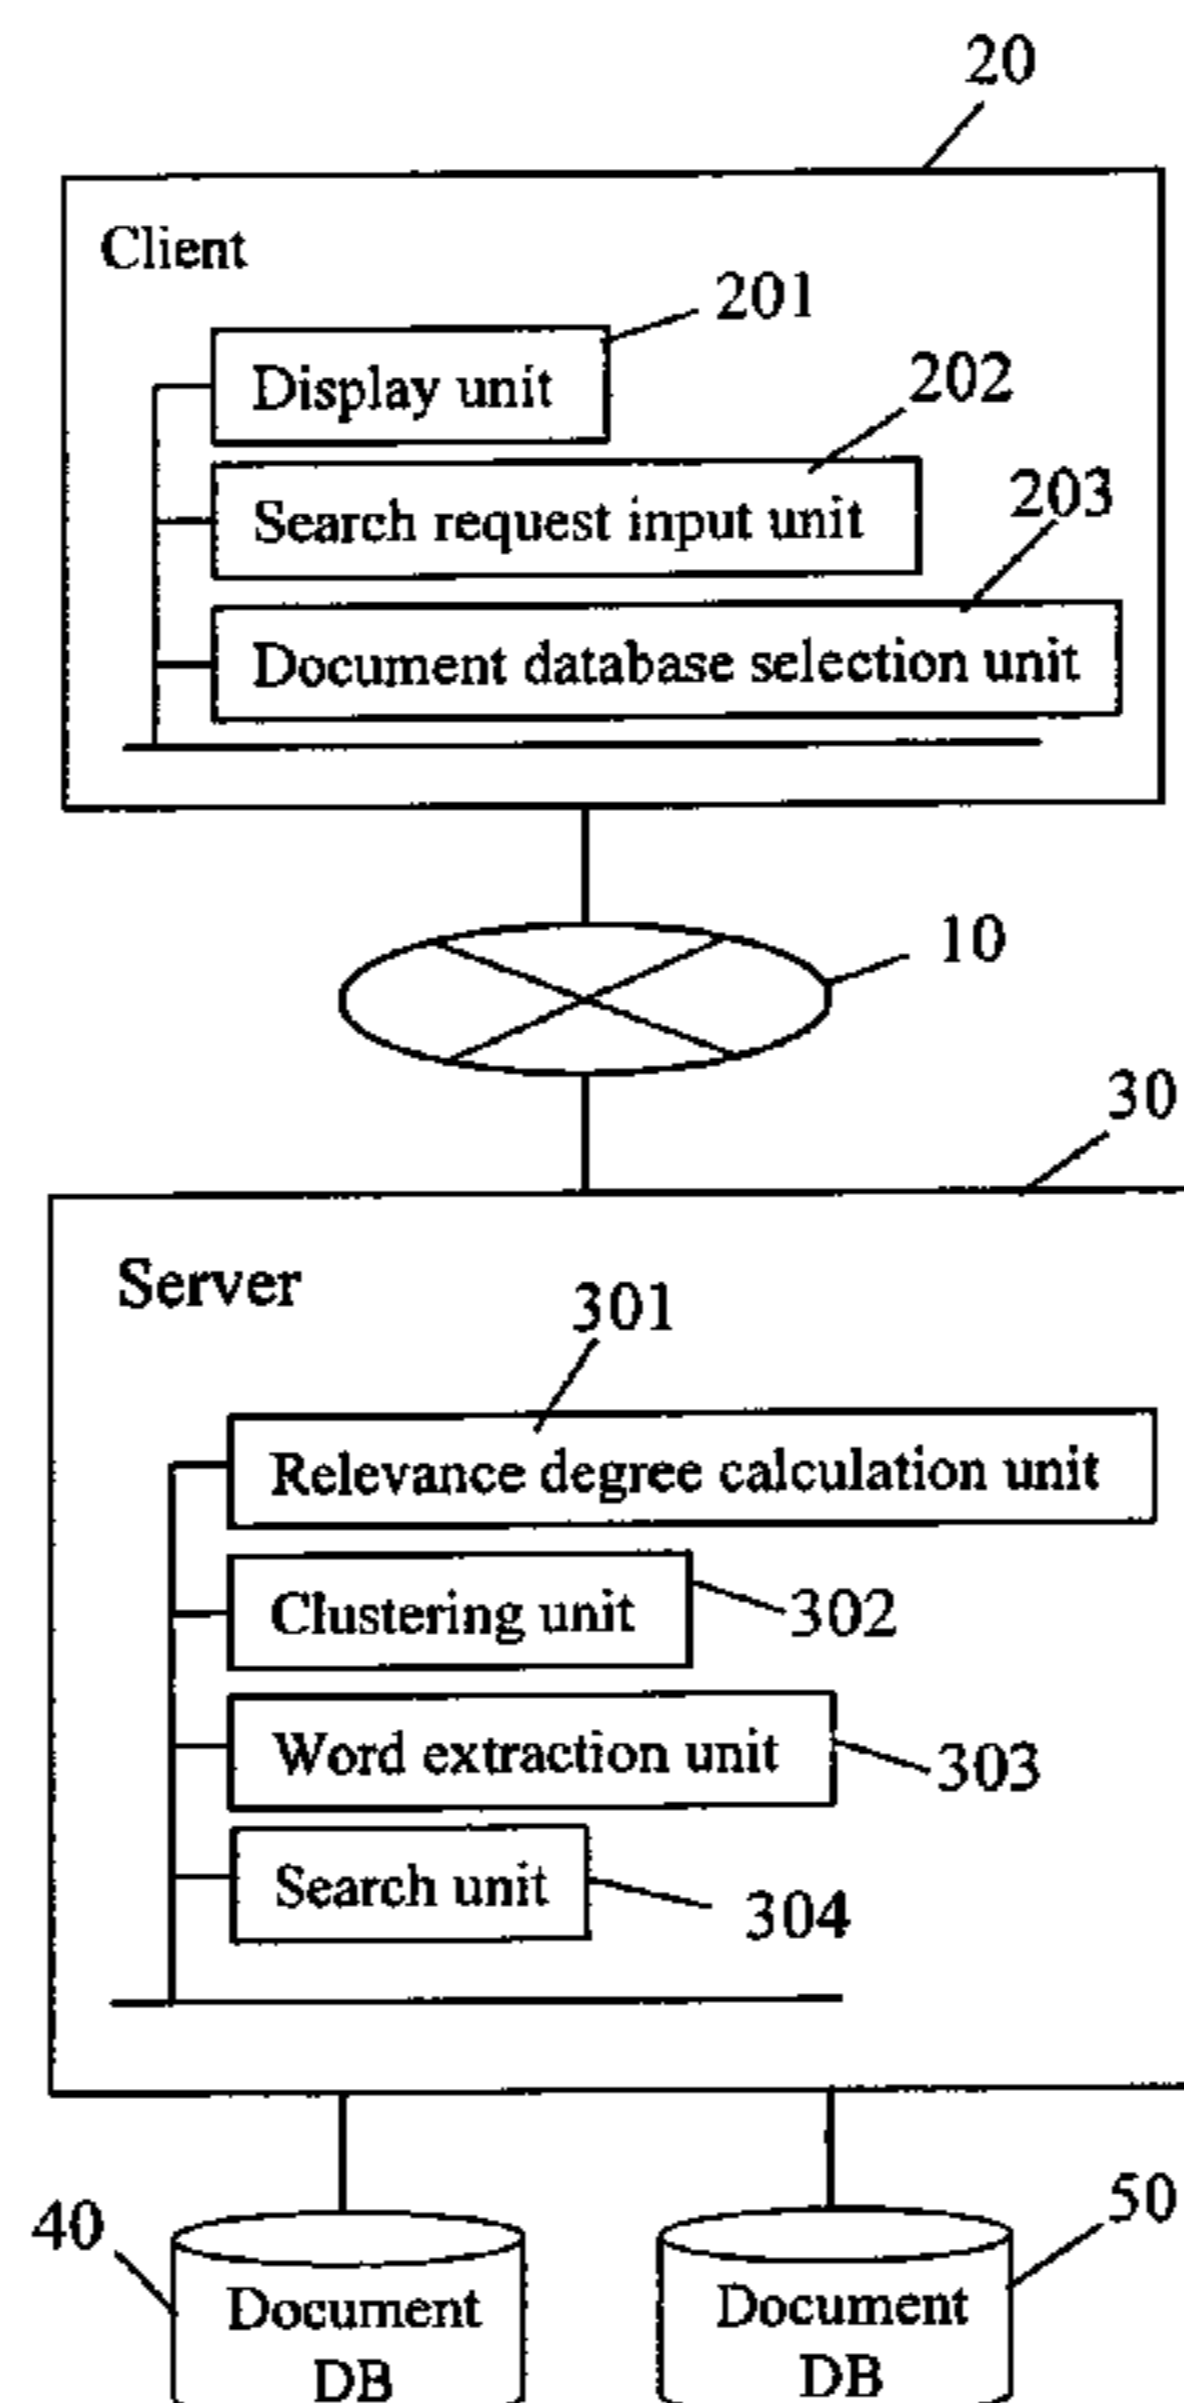 20
Client
201
Display unit
202
Search request input unit
203
Document database selection unit
10
30
Server
301
Relevance degree calculation unit
Clustering unit
302
Word extraction unit
303
Search unit
304
40
50
Document
DB
Document
DB